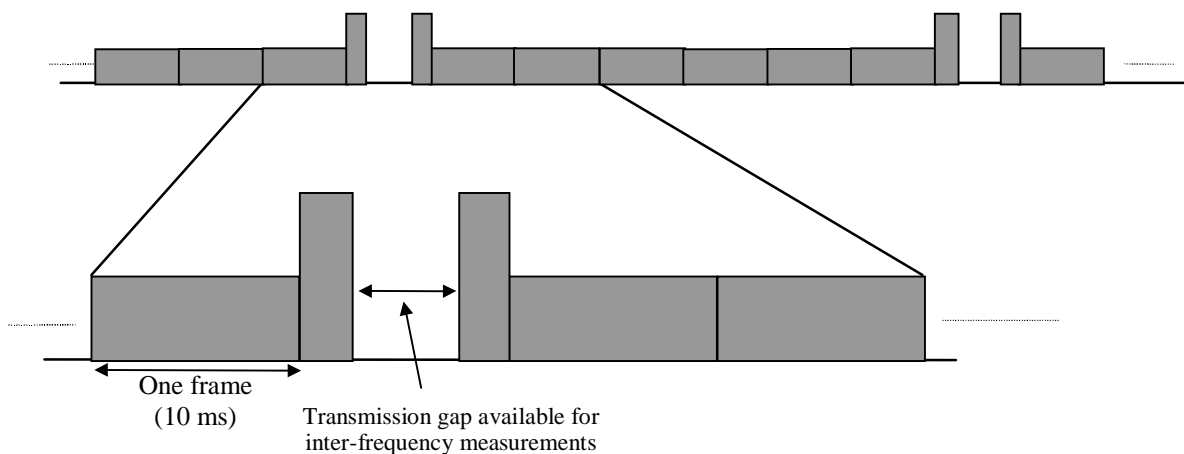 One frame
(10 ms)
Transmission gap available for
inter-frequency measurements